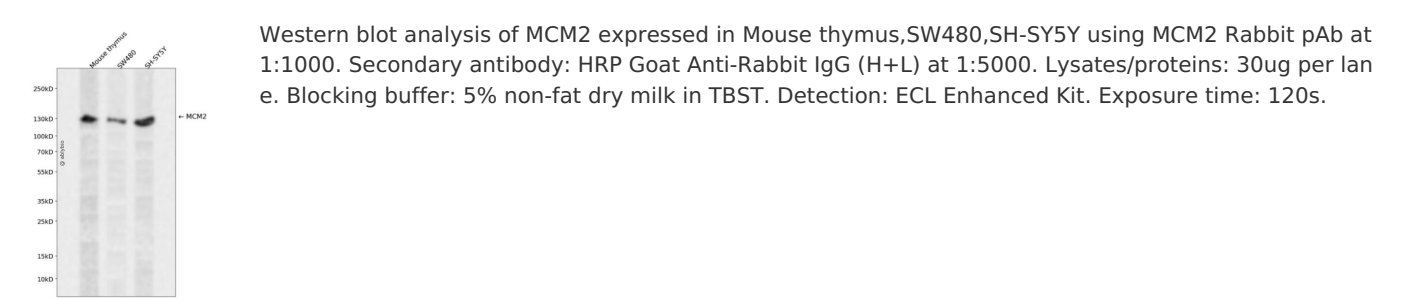 Mouse thymus
SW480
SH-SY5Y
250kD
130kD
100kD
70kD
55kD
35kD
25kD
15kD
10kD
← MCM2
@ ablybio
Western blot analysis of MCM2 expressed in Mouse thymus,SW480,SH-SY5Y using MCM2 Rabbit pAb at
1:1000. Secondary antibody: HRP Goat Anti-Rabbit IgG (H+L) at 1:5000. Lysates/proteins: 30ug per lan
e. Blocking buffer: 5% non-fat dry milk in TBST. Detection: ECL Enhanced Kit. Exposure time: 120s.